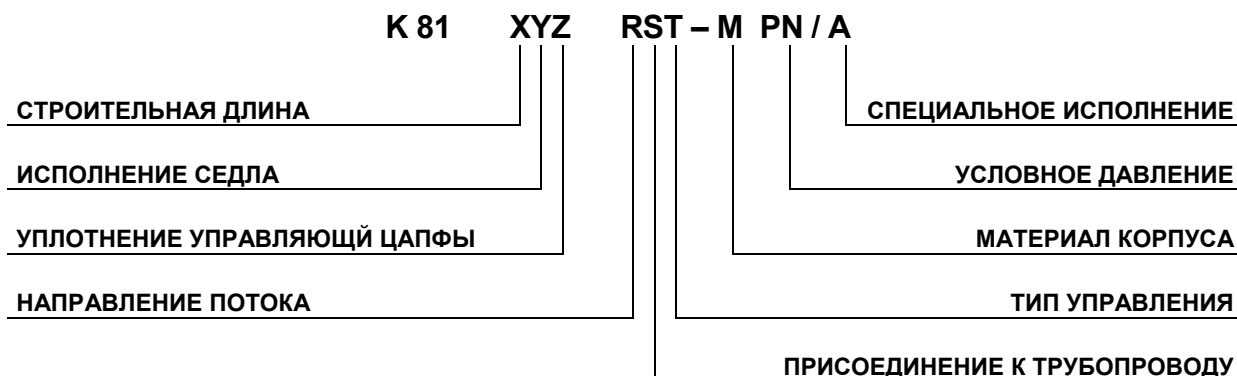 K 81 XYZ RST – M PN / A
СТРОИТЕЛЬНАЯ ДЛИНА СПЕЦИАЛЬНОЕ ИСПОЛНЕНИЕ
ИСПОЛНЕНИЕ СЕДЛА УСЛОВНОЕ ДАВЛЕНИЕ
УПЛОТНЕНИЕ УПРАВЛЯЮЩЙ ЦАПФЫ МАТЕРИАЛ КОРПУСА
НАПРАВЛЕНИЕ ПОТОКА ТИП УПРАВЛЕНИЯ
ПРИСОЕДИНЕНИЕ К ТРУБОПРОВОДУ